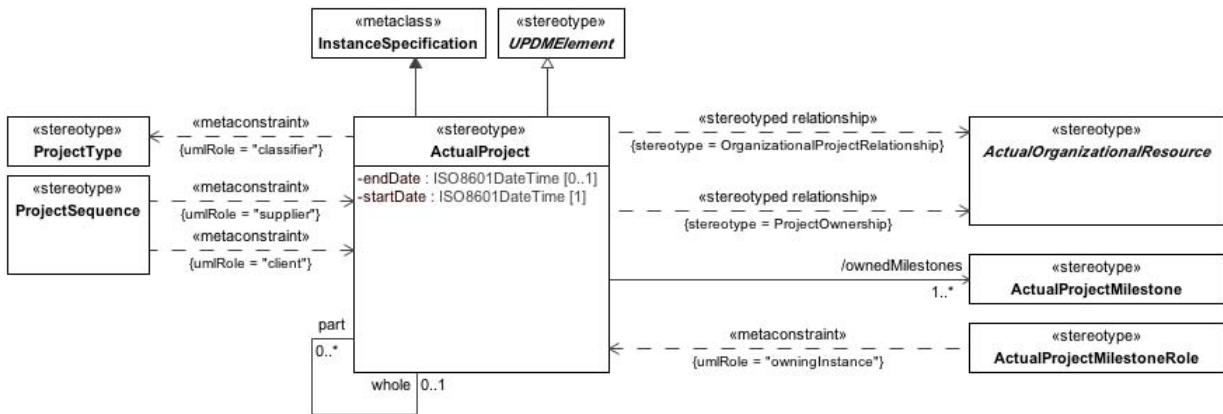 «metaclass»
InstanceSpecification
«stereotype»
UPDMElement
«stereotype»
ProjectType
«metaconstraint»
{umlRole = "classifier"}
«stereotype»
ProjectSequence
«metaconstraint»
{umlRole = "supplier"}
«metaconstraint»
{umlRole = "client"}
«stereotype»
ActualProject
-endDate : ISO8601DateTime [0..1]
-startDate : ISO8601DateTime [1]
«stereotyped relationship»
{stereotype = OrganizationalProjectRelationship}
«stereotyped relationship»
{stereotype = ProjectOwnership}
«stereotype»
ActualOrganizationalResource
/ownedMilestones
1..*
«stereotype»
ActualProjectMilestone
«metaconstraint»
{umlRole = "owningInstance"}
«stereotype»
ActualProjectMilestoneRole
part
0..*
whole 0..1